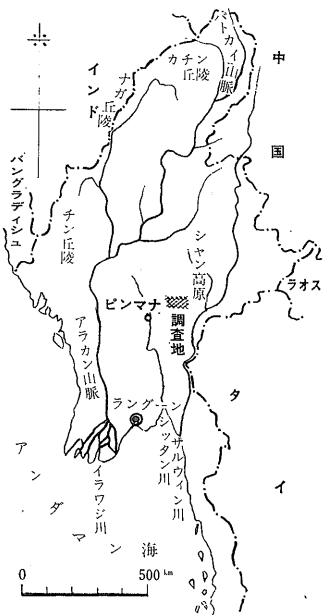 パトカイ山脈
カチン丘陵
ナガ丘陵
インド
中国
バングラディシュ
チン丘陵
シャン高原
ラオス
ピンマナ
調査地
アラカン山脈
ラングーン
シッタン川
サルウィン川
タイ
イラワジ川
アンダマン海
0 500 km